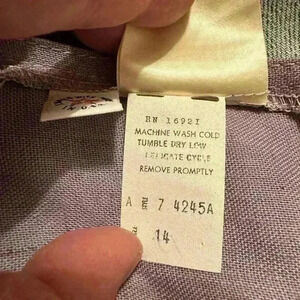 RN 16921
MACHINE WASH COLD
TUMBLE DRY LOW
DELICATE CYCLE
REMOVE PROMPTLY
A 7 4245A
14